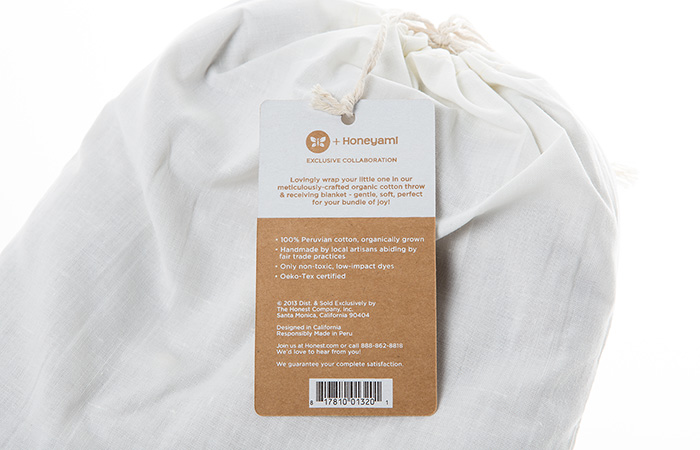 + Honeyami
EXCLUSIVE COLLABORATION
Lovingly wrap your little one in our
meticulously-crafted organic cotton throw
& receiving blanket - gentle, soft, perfect
for your bundle of joy!
• 100% Peruvian cotton, organically grown
• Handmade by local artisans abiding by
fair trade practices
• Only non-toxic, low-impact dyes
• Oeko-Tex certified
© 2013 Dist. & Sold Exclusively by
The Honest Company, Inc.
Santa Monica, California 90404
Designed in California
Responsibly Made in Peru
Join us at Honest.com or call 888-862-8818
We'd love to hear from you!
We guarantee your complete satisfaction.
8 17810 01320 1